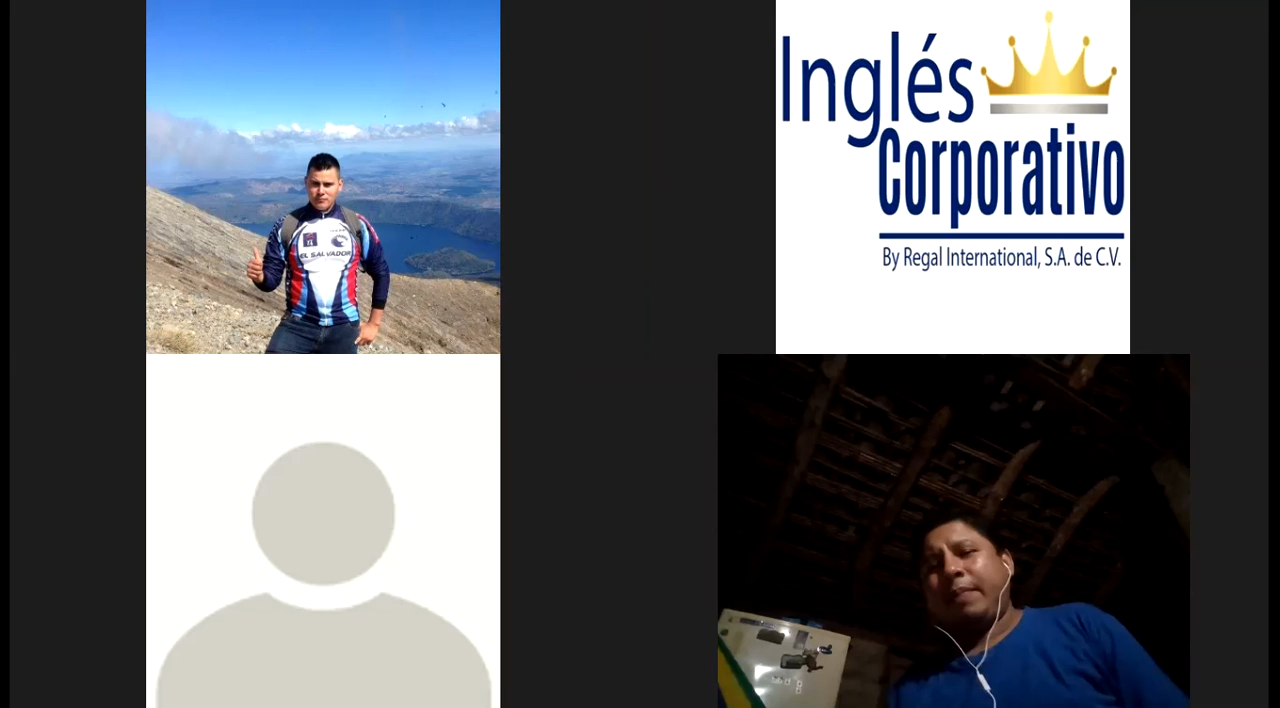 Inglés
Corporativo
By Regal International, S.A. de C.V.
EL SALVADOR